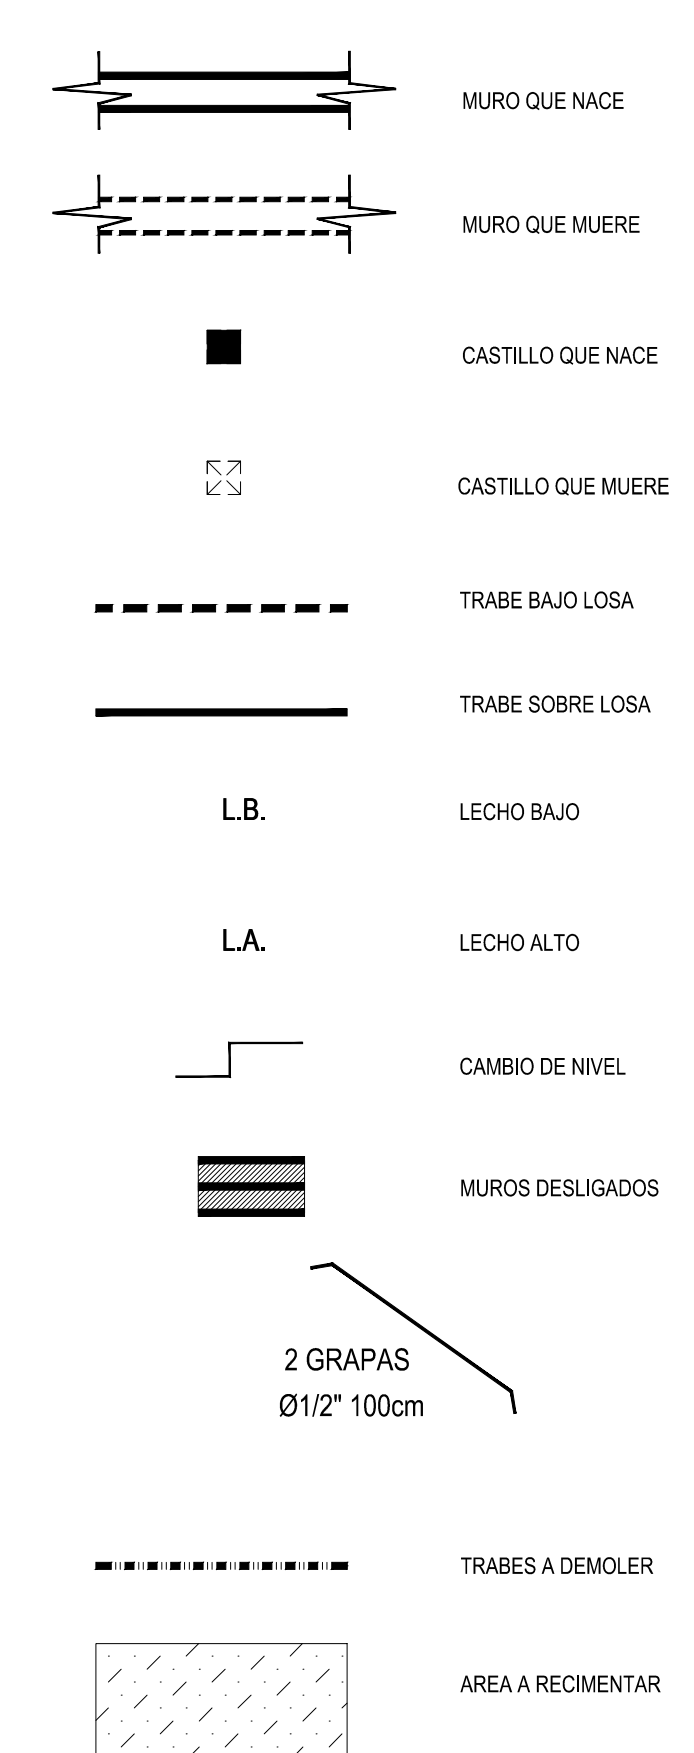 MURO QUE NACE
MURO QUE MUERE
CASTILLO QUE NACE
CASTILLO QUE MUERE
TRABE BAJO LOSA
TRABE SOBRE LOSA
L.B. LECHO BAJO
L.A. LECHO ALTO
CAMBIO DE NIVEL
MUROS DESLIGADOS
2 GRAPAS
Ø1/2" 100cm
TRABES A DEMOLER
AREA A RECIMENTAR